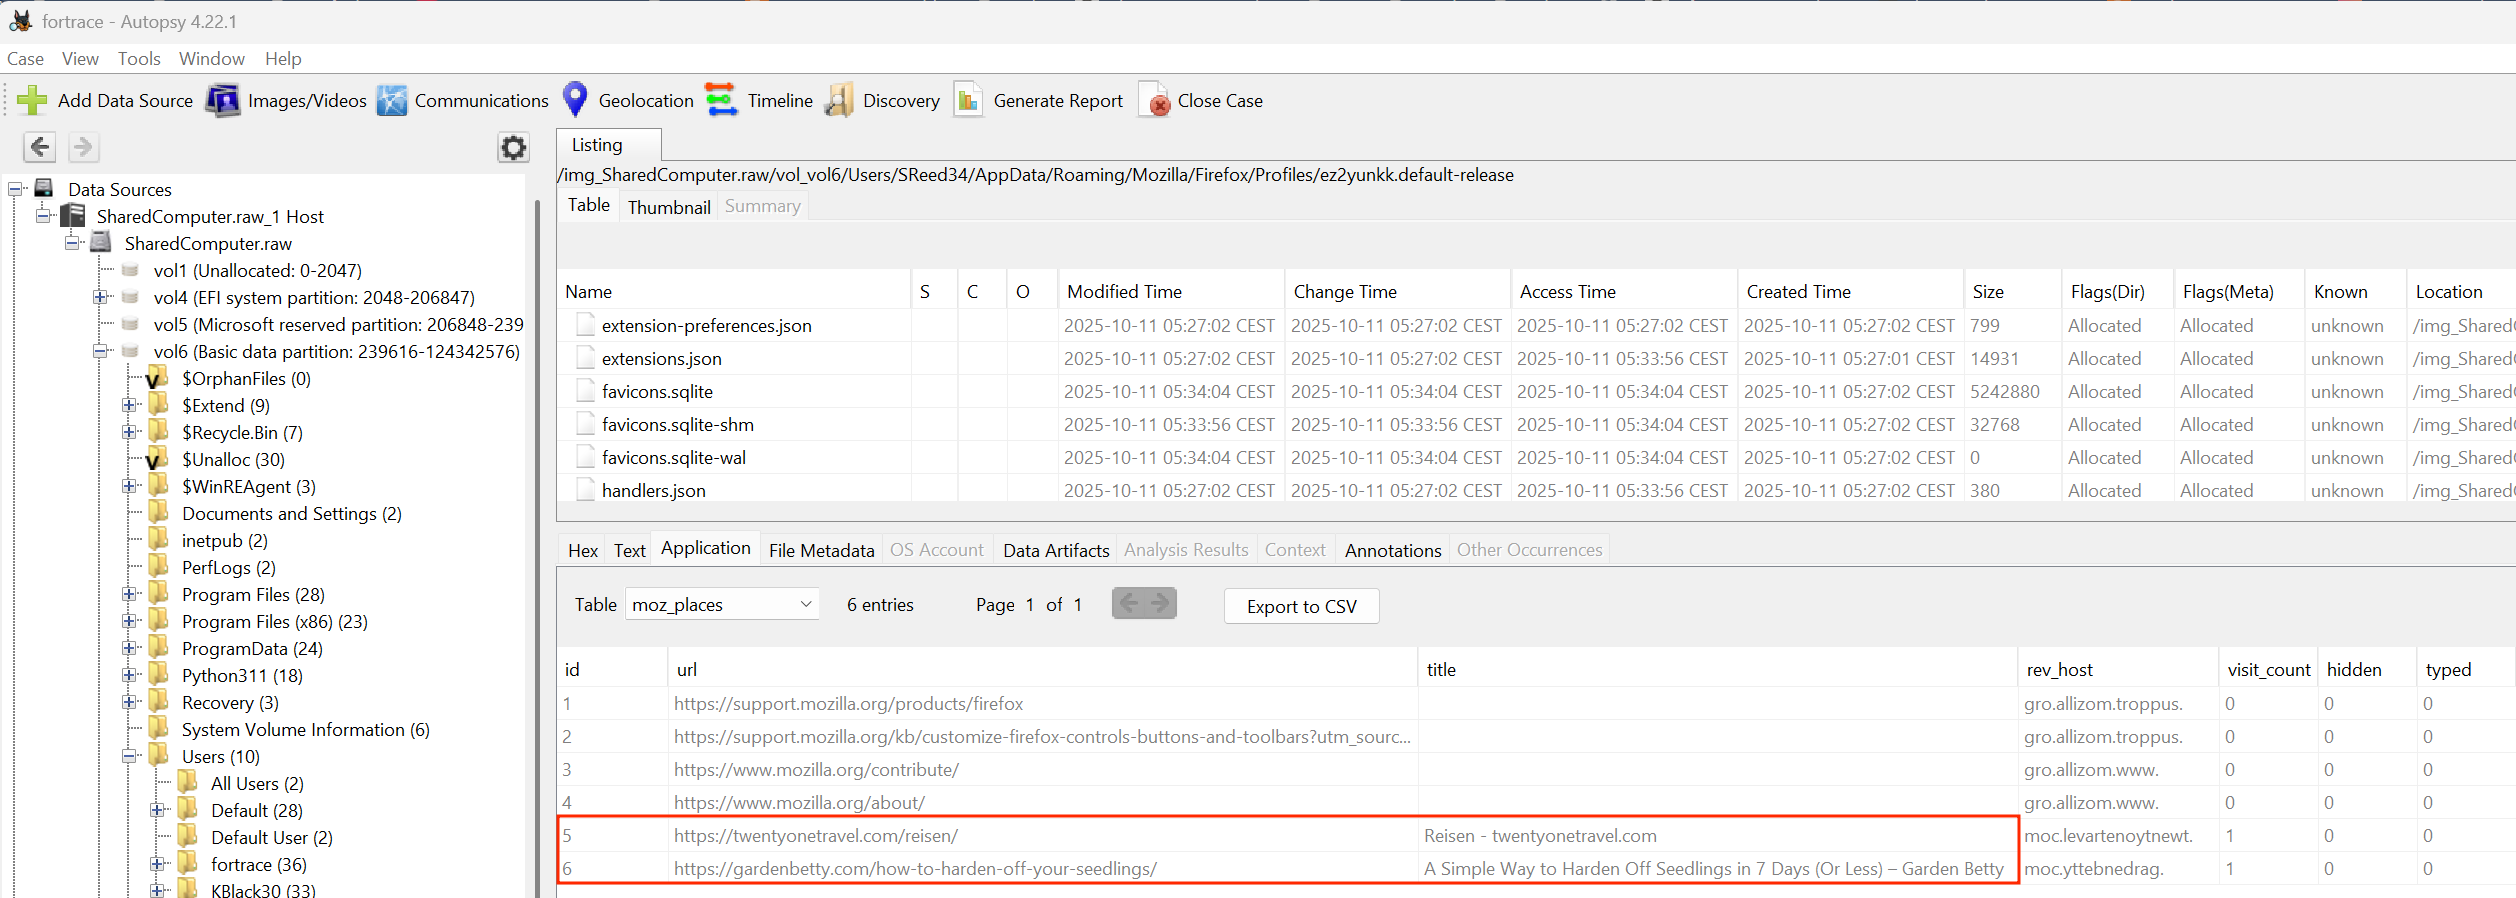 fortrace - Autopsy 4.22.1
Case View Tools Window Help
Add Data Source Images/Videos Communications Geolocation Timeline Discovery Generate Report Close Case
Data Sources
SharedComputer.raw_1 Host
SharedComputer.raw
vol1 (Unallocated: 0-2047)
vol4 (EFI system partition: 2048-206847)
vol5 (Microsoft reserved partition: 206848-239
vol6 (Basic data partition: 239616-124342576)
$OrphanFiles (0)
$Extend (9)
$Recycle.Bin (7)
$Unalloc (30)
$WinREAgent (3)
Documents and Settings (2)
inetpub (2)
PerfLogs (2)
Program Files (28)
Program Files (x86) (23)
ProgramData (24)
Python311 (18)
Recovery (3)
System Volume Information (6)
Users (10)
All Users (2)
Default (28)
Default User (2)
fortrace (36)
KBlack30 (33)
Listing
/img_SharedComputer.raw/vol_vol6/Users/SReed34/AppData/Roaming/Mozilla/Firefox/Profiles/ez2yunkk.default-release
Table Thumbnail Summary
Name S C O Modified Time Change Time Access Time Created Time Size Flags(Dir) Flags(Meta) Known Location
extension-preferences.json 2025-10-11 05:27:02 CEST 2025-10-11 05:27:02 CEST 2025-10-11 05:27:02 CEST 2025-10-11 05:27:02 CEST 799 Allocated Allocated unknown /img_SharedC
extensions.json 2025-10-11 05:27:02 CEST 2025-10-11 05:27:02 CEST 2025-10-11 05:33:56 CEST 2025-10-11 05:27:01 CEST 14931 Allocated Allocated unknown /img_SharedC
favicons.sqlite 2025-10-11 05:34:04 CEST 2025-10-11 05:34:04 CEST 2025-10-11 05:34:04 CEST 2025-10-11 05:27:02 CEST 5242880 Allocated Allocated unknown /img_SharedC
favicons.sqlite-shm 2025-10-11 05:33:56 CEST 2025-10-11 05:33:56 CEST 2025-10-11 05:34:04 CEST 2025-10-11 05:27:02 CEST 32768 Allocated Allocated unknown /img_SharedC
favicons.sqlite-wal 2025-10-11 05:34:04 CEST 2025-10-11 05:34:04 CEST 2025-10-11 05:34:04 CEST 2025-10-11 05:27:02 CEST 0 Allocated Allocated unknown /img_SharedC
handlers.json 2025-10-11 05:27:02 CEST 2025-10-11 05:27:02 CEST 2025-10-11 05:33:56 CEST 2025-10-11 05:27:02 CEST 380 Allocated Allocated unknown /img_SharedC
Hex Text Application File Metadata OS Account Data Artifacts Analysis Results Context Annotations Other Occurrences
Table moz_places 6 entries Page 1 of 1 Export to CSV
id url title rev_host visit_count hidden typed
1 https://support.mozilla.org/products/firefox gro.allizom.troppus. 0 0 0
2 https://support.mozilla.org/kb/customize-firefox-controls-buttons-and-toolbars?utm_sourc... gro.allizom.troppus. 0 0 0
3 https://www.mozilla.org/contribute/ gro.allizom.www. 0 0 0
4 https://www.mozilla.org/about/ gro.allizom.www. 0 0 0
5 https://twentyonetravel.com/reisen/ Reisen - twentyonetravel.com moc.levartenoytnewt. 1 0 0
6 https://gardenbetty.com/how-to-harden-off-your-seedlings/ A Simple Way to Harden Off Seedlings in 7 Days (Or Less) – Garden Betty moc.yttebnedrag. 1 0 0